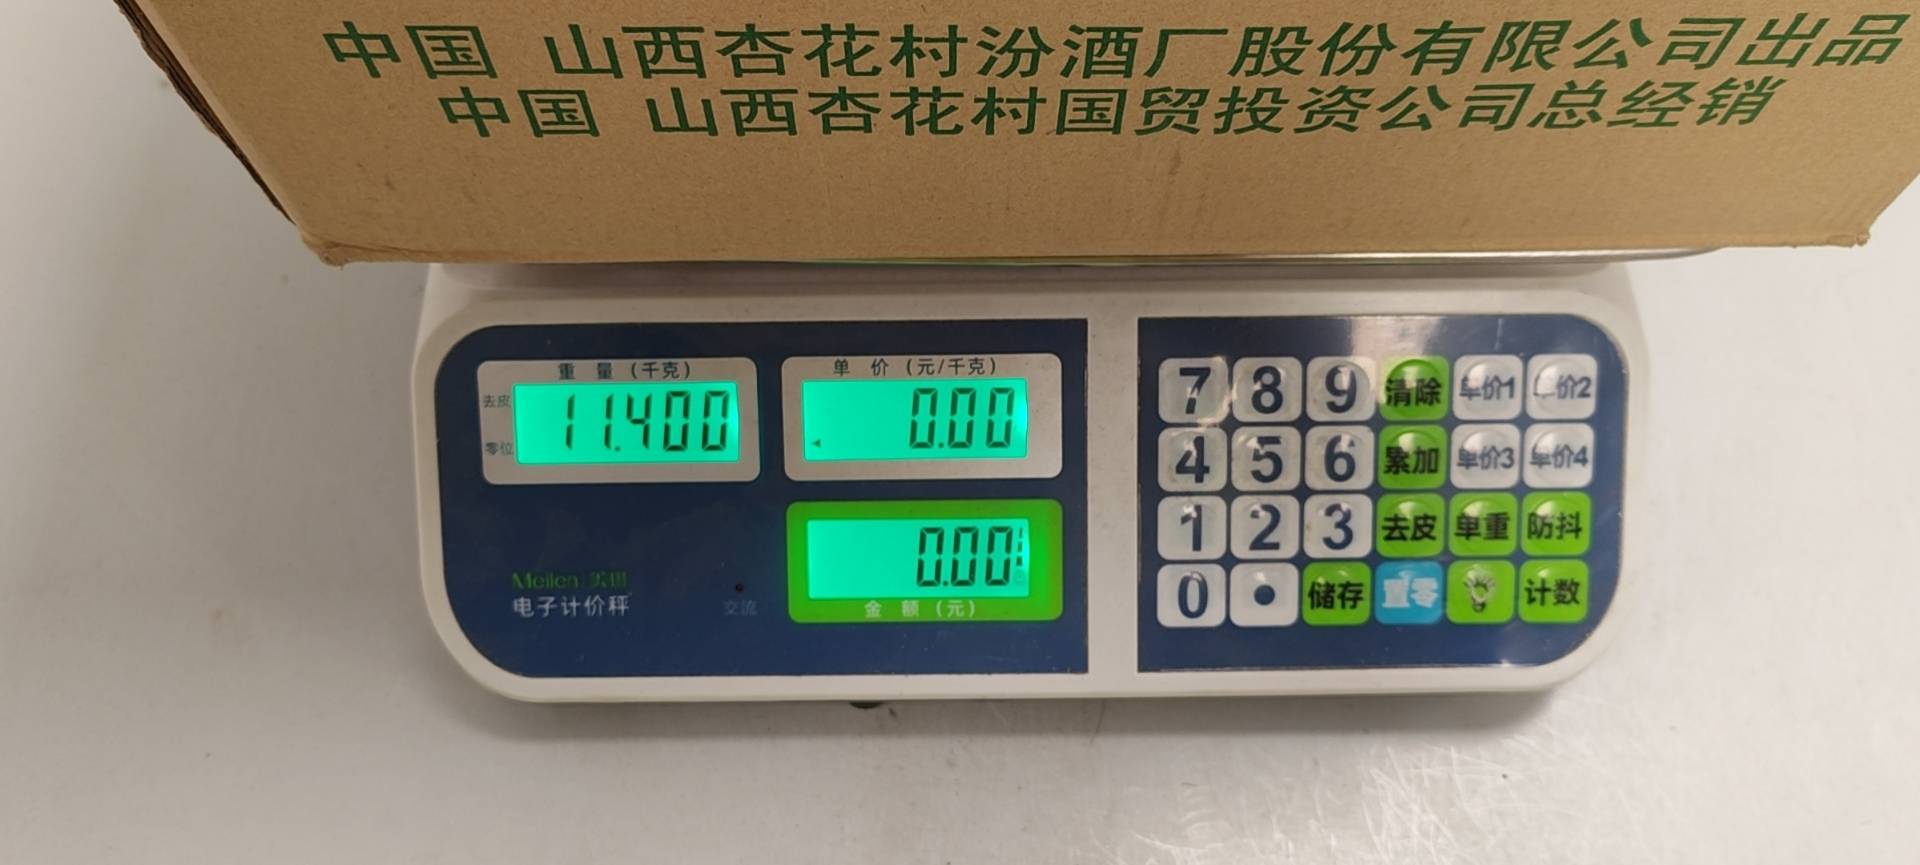 中国 山西杏花村汾酒厂股份有限公司出品
中国 山西杏花村国贸投资公司总经销
重 量 (千克)
去皮
零位
11.400
单 价 (元/千克)
0.00
0.00
金 额 (元)
Meilen
电子计价秤
交流
7 8 9 清除 单价1 单价2
4 5 6 累加 单价3 单价4
1 2 3 去皮 单重 防抖
0 • 储存 置零 计数